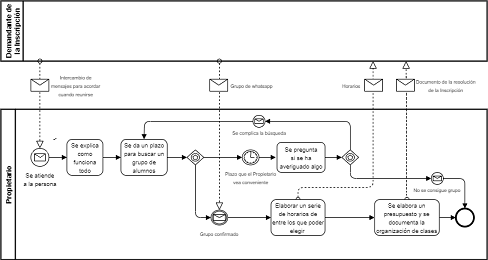 Demandante de
la Inscripción
Intercambio de
mensajes para acordar
cuando reunirse
Grupo de whatsapp
Horarios
Documento de la resolución
de la Inscripción
Propietario
Se atiende
a la persona
Se explica
como
funciona
todo
Se da un plazo
para buscar un
grupo de
alumnos
Se complica la búsqueda
Plazo que el Propietario
vea conveniente
Se pregunta
si se ha
averiguado algo
No se consigue grupo
Grupo confirmado
Elaborar un serie
de horarios de
entre los que poder
elegir
Se elabora un
presupuesto y se
documenta la
organización de clases